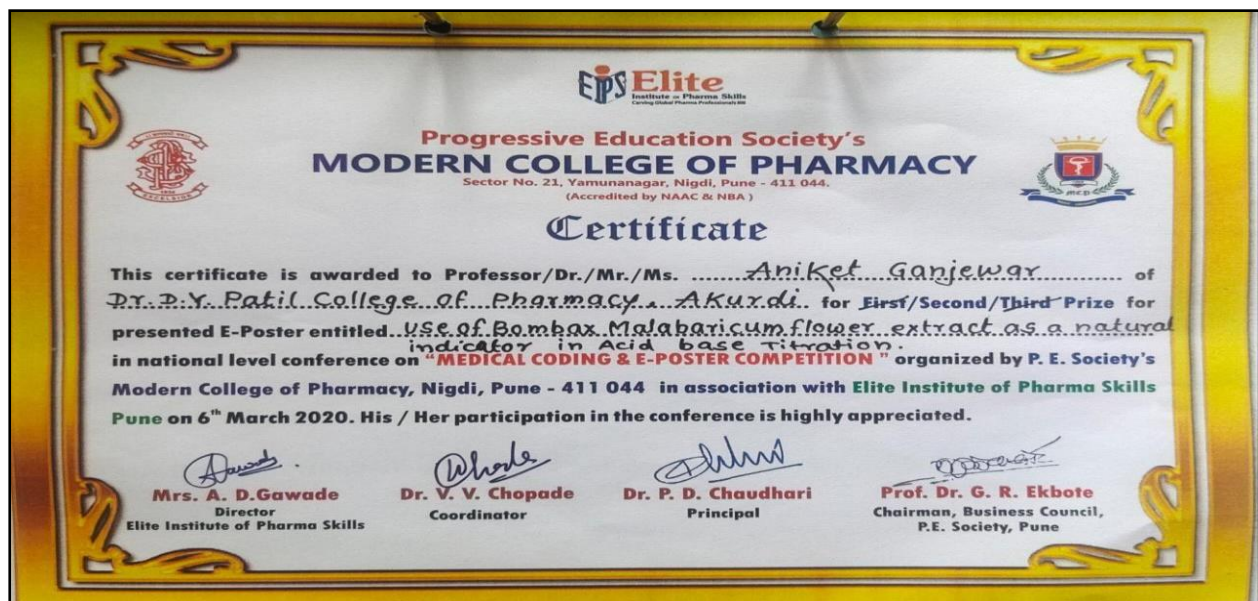 EIPS Elite
Institute of Pharma Skills
Carving Global Pharma Professionals
Progressive Education Society's
MODERN COLLEGE OF PHARMACY
Sector No. 21, Yamunanagar, Nigdi, Pune - 411 044.
(Accredited by NAAC & NBA )
EXCELSIOR
M.C.P.
Certificate
This certificate is awarded to Professor/Dr./Mr./Ms. Aniket Ganjewar of
Dr. D. Y. Patil College of Pharmacy, Akurdi. for First/Second/Third Prize for
presented E-Poster entitled use of Bombax Malabaricum flower extract as a natural
indicator in Acid base Titration.
in national level conference on "MEDICAL CODING & E-POSTER COMPETITION " organized by P. E. Society's
Modern College of Pharmacy, Nigdi, Pune - 411 044 in association with Elite Institute of Pharma Skills
Pune on 6th March 2020. His / Her participation in the conference is highly appreciated.
Mrs. A. D.Gawade
Director
Elite Institute of Pharma Skills
Dr. V. V. Chopade
Coordinator
Dr. P. D. Chaudhari
Principal
Prof. Dr. G. R. Ekbote
Chairman, Business Council,
P.E. Society, Pune